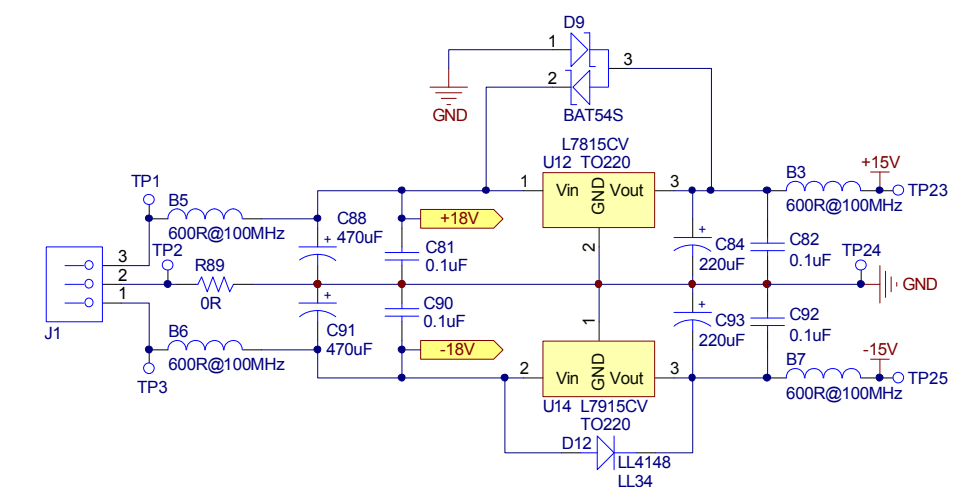 D9
1
3
2
GND
BAT54S
L7815CV
U12 TO220
TP1
B5
600R@100MHz
1 Vin GND Vout 3
2
+15V
B3
TP23
600R@100MHz
+18V
C88
470uF
C81
0.1uF
C84
220uF
C82
0.1uF
TP24
GND
3
2
1
J1
TP2
R89
0R
C91
470uF
C90
0.1uF
1
C93
220uF
C92
0.1uF
B6
600R@100MHz
TP3
-18V
2 Vin GND Vout 3
-15V
B7
TP25
600R@100MHz
U14 L7915CV
TO220
D12
LL4148
LL34